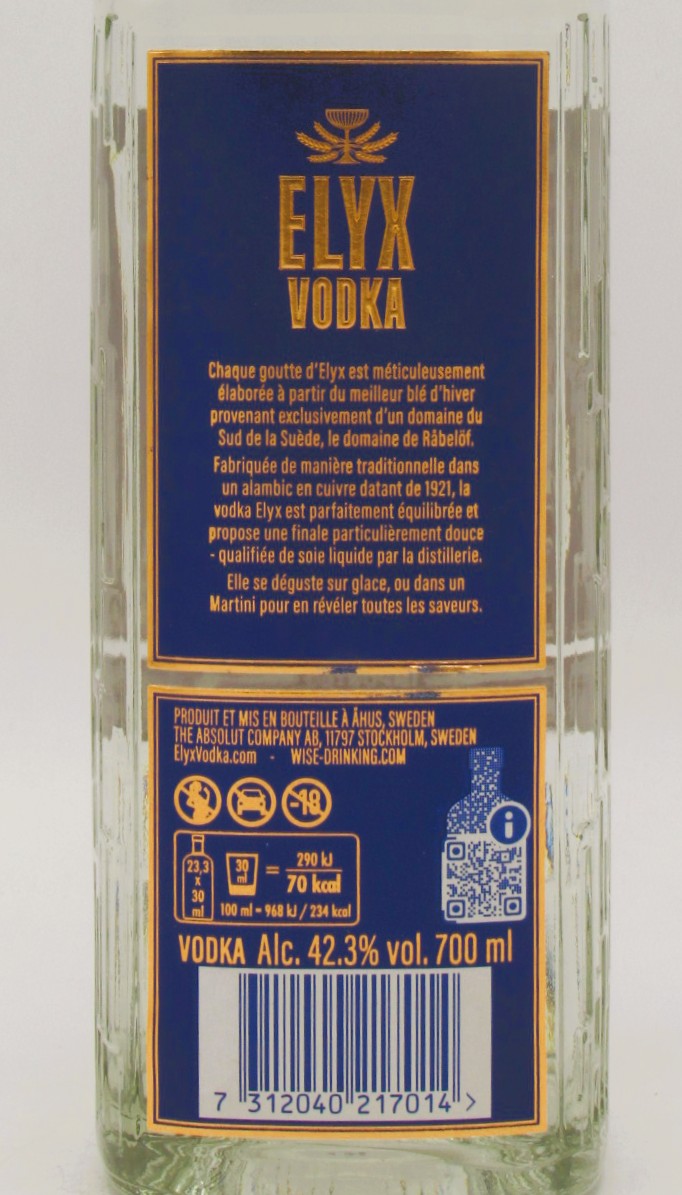 ELYX
VODKA
Chaque goutte d'Elyx est méticuleusement
élaborée à partir du meilleur blé d'hiver
provenant exclusivement d'un domaine du
Sud de la Suède, le domaine de Råbelöf.
Fabriquée de manière traditionnelle dans
un alambic en cuivre datant de 1921, la
vodka Elyx est parfaitement équilibrée et
propose une finale particulièrement douce
- qualifiée de soie liquide par la distillerie.
Elle se déguste sur glace, ou dans un
Martini pour en révéler toutes les saveurs.
PRODUIT ET MIS EN BOUTEILLE À ÅHUS, SWEDEN
THE ABSOLUT COMPANY AB, 11797 STOCKHOLM, SWEDEN
ElyxVodka.com - WISE-DRINKING.COM
-18
i
23,3
x
30
ml
30
ml
=
290 kJ
70 kcal
100 ml = 968 kJ / 234 kcal
VODKA Alc. 42.3% vol. 700 ml
7 312040 217014 >